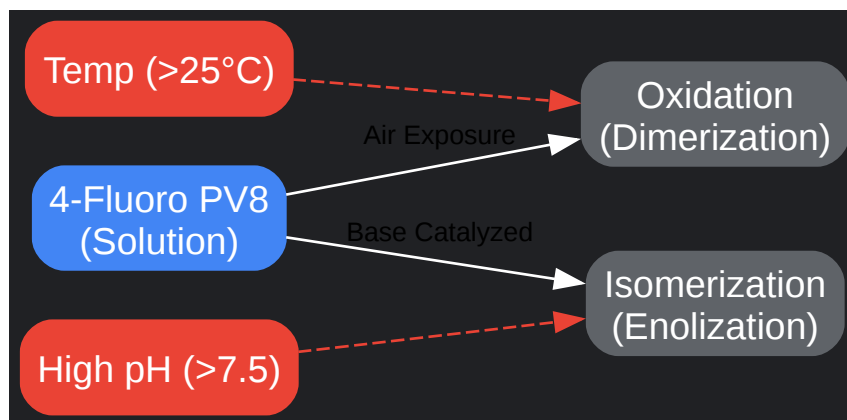 Temp (>25°C)
Oxidation
(Dimerization)
Air Exposure
4-Fluoro PV8
(Solution)
Base Catalyzed
Isomerization
(Enolization)
High pH (>7.5)